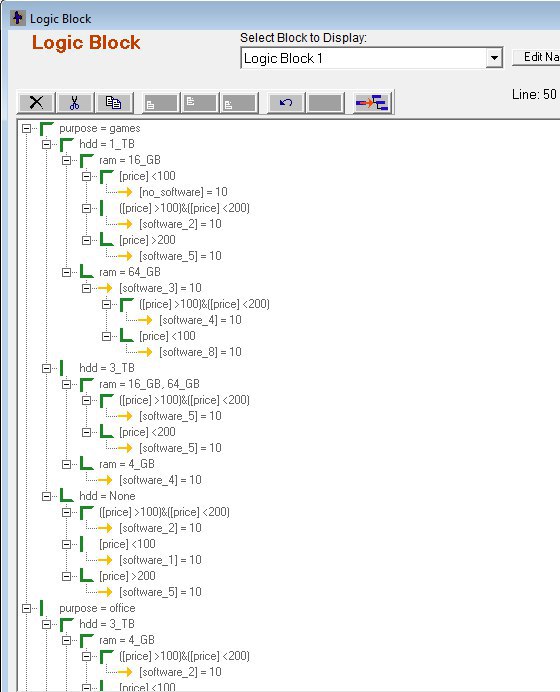 Logic Block
Logic Block
Select Block to Display:
Logic Block 1
Edit Na
Line: 50
purpose = games
hdd = 1_TB
ram = 16_GB
[price] <100
[no_software] = 10
([price] >100)&([price] <200)
[software_2] = 10
[price] >200
[software_5] = 10
ram = 64_GB
[software_3] = 10
([price] >100)&([price] <200)
[software_4] = 10
[price] <100
[software_8] = 10
hdd = 3_TB
ram = 16_GB, 64_GB
([price] >100)&([price] <200)
[software_5] = 10
[price] <200
[software_5] = 10
ram = 4_GB
[software_4] = 10
hdd = None
([price] >100)&([price] <200)
[software_2] = 10
[price] <100
[software_1] = 10
[price] >200
[software_5] = 10
purpose = office
hdd = 3_TB
ram = 4_GB
([price] >100)&([price] <200)
[software_2] = 10
[price] <100